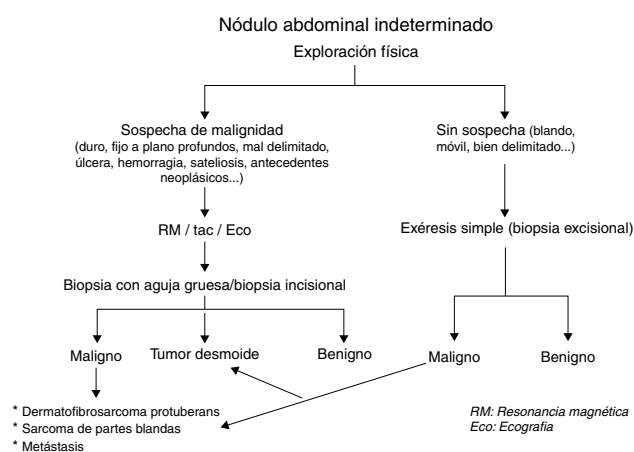 Nódulo abdominal indeterminado
Exploración física
Sospecha de malignidad
(duro, fijo a plano profundos, mal delimitado,
úlcera, hemorragia, sateliosis, antecedentes
neoplásicos...)
Sin sospecha (blando,
móvil, bien delimitado...)
RM / tac / Eco
Exéresis simple (biopsia excisional)
Biopsia con aguja gruesa/biopsia incisional
Maligno
Tumor desmoide
Benigno
Maligno
Benigno
* Dermatofibrosarcoma protuberans
* Sarcoma de partes blandas
* Metástasis
RM: Resonancia magnética
Eco: Ecografia